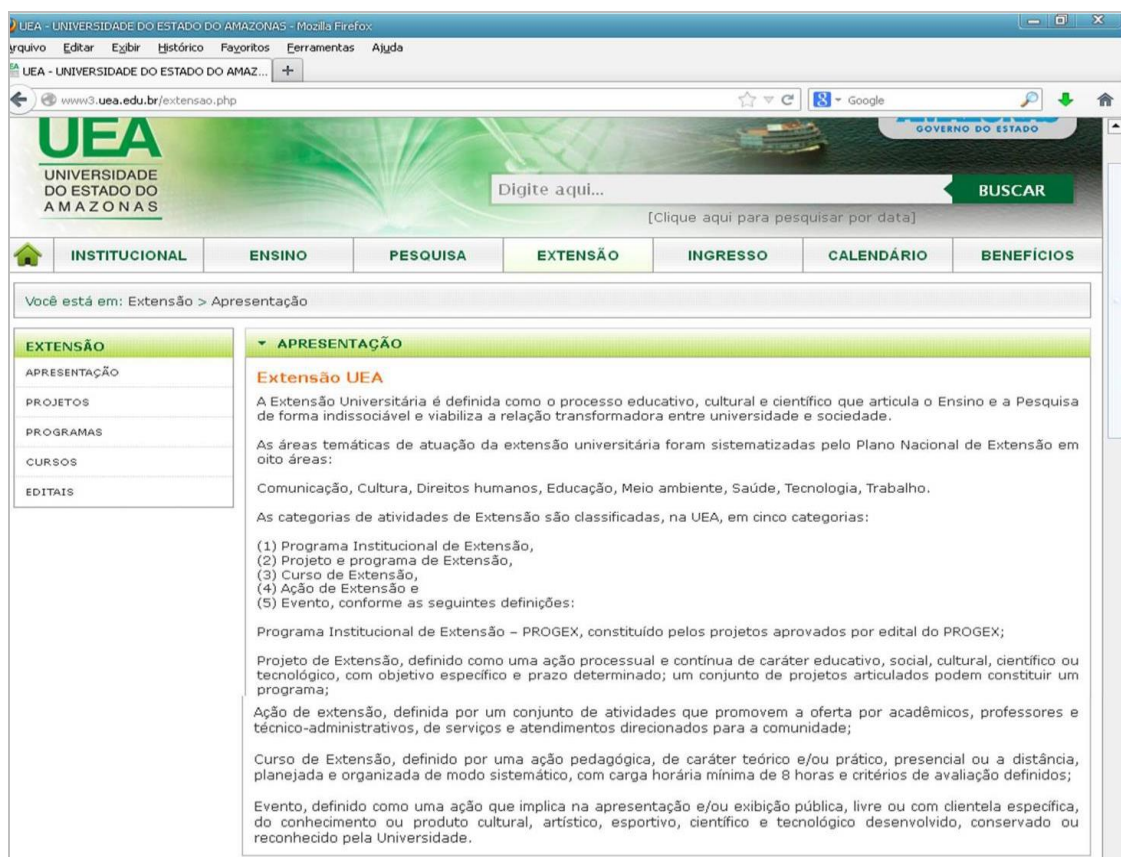 UEA - UNIVERSIDADE DO ESTADO DO AMAZONAS - Mozilla Firefox
rquivo Editar Exibir Histórico Favoritos Ferramentas Ajuda
UEA - UNIVERSIDADE DO ESTADO DO AMAZ... +
www3.uea.edu.br/extensao.php Google
UEA
UNIVERSIDADE
DO ESTADO DO
AMAZONAS
AMAZONAS
GOVERNO DO ESTADO
Digite aqui... BUSCAR
[Clique aqui para pesquisar por data]
INSTITUCIONAL ENSINO PESQUISA EXTENSÃO INGRESSO CALENDÁRIO BENEFÍCIOS
Você está em: Extensão > Apresentação
EXTENSÃO
APRESENTAÇÃO
PROJETOS
PROGRAMAS
CURSOS
EDITAIS
APRESENTAÇÃO
Extensão UEA
A Extensão Universitária é definida como o processo educativo, cultural e científico que articula o Ensino e a Pesquisa
de forma indissociável e viabiliza a relação transformadora entre universidade e sociedade.
As áreas temáticas de atuação da extensão universitária foram sistematizadas pelo Plano Nacional de Extensão em
oito áreas:
Comunicação, Cultura, Direitos humanos, Educação, Meio ambiente, Saúde, Tecnologia, Trabalho.
As categorias de atividades de Extensão são classificadas, na UEA, em cinco categorias:
(1) Programa Institucional de Extensão,
(2) Projeto e programa de Extensão,
(3) Curso de Extensão,
(4) Ação de Extensão e
(5) Evento, conforme as seguintes definições:
Programa Institucional de Extensão – PROGEX, constituído pelos projetos aprovados por edital do PROGEX;
Projeto de Extensão, definido como uma ação processual e contínua de caráter educativo, social, cultural, científico ou
tecnológico, com objetivo específico e prazo determinado; um conjunto de projetos articulados podem constituir um
programa;
Ação de extensão, definida por um conjunto de atividades que promovem a oferta por acadêmicos, professores e
técnico-administrativos, de serviços e atendimentos direcionados para a comunidade;
Curso de Extensão, definido por uma ação pedagógica, de caráter teórico e/ou prático, presencial ou a distância,
planejada e organizada de modo sistemático, com carga horária mínima de 8 horas e critérios de avaliação definidos;
Evento, definido como uma ação que implica na apresentação e/ou exibição pública, livre ou com clientela específica,
do conhecimento ou produto cultural, artístico, esportivo, científico e tecnológico desenvolvido, conservado ou
reconhecido pela Universidade.